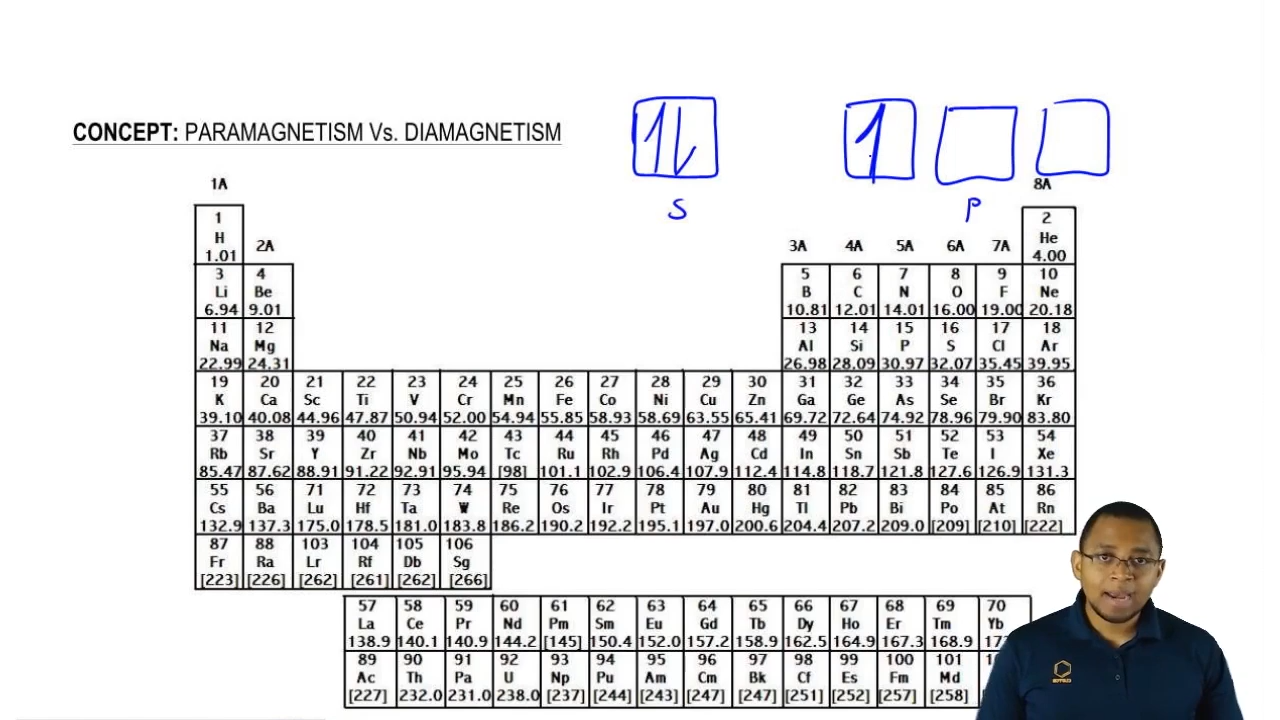 CONCEPT: PARAMAGNETISM Vs. DIAMAGNETISM
S P
1A 8A
1 2
H He
1.01 2A 3A 4A 5A 6A 7A 4.00
3 4 5 6 7 8 9 10
Li Be B C N O F Ne
6.94 9.01 10.81 12.01 14.01 16.00 19.00 20.18
11 12 13 14 15 16 17 18
Na Mg Al Si P S Cl Ar
22.99 24.31 26.98 28.09 30.97 32.07 35.45 39.95
19 20 21 22 23 24 25 26 27 28 29 30 31 32 33 34 35 36
K Ca Sc Ti V Cr Mn Fe Co Ni Cu Zn Ga Ge As Se Br Kr
39.10 40.08 44.96 47.87 50.94 52.00 54.94 55.85 58.93 58.69 63.55 65.41 69.72 72.64 74.92 78.96 79.90 83.80
37 38 39 40 41 42 43 44 45 46 47 48 49 50 51 52 53 54
Rb Sr Y Zr Nb Mo Tc Ru Rh Pd Ag Cd In Sn Sb Te I Xe
85.47 87.62 88.91 91.22 92.91 95.94 [98] 101.1 102.9 106.4 107.9 112.4 114.8 118.7 121.8 127.6 126.9 131.3
55 56 71 72 73 74 75 76 77 78 79 80 81 82 83 84 85 86
Cs Ba Lu Hf Ta W Re Os Ir Pt Au Hg Tl Pb Bi Po At Rn
132.9 137.3 175.0 178.5 181.0 183.8 186.2 190.2 192.2 195.1 197.0 200.6 204.4 207.2 209.0 [209] [210] [222]
87 88 103 104 105 106
Fr Ra Lr Rf Db Sg
[223] [226] [262] [261] [262] [266]
57 58 59 60 61 62 63 64 65 66 67 68 69 70
La Ce Pr Nd Pm Sm Eu Gd Tb Dy Ho Er Tm Yb
138.9 140.1 140.9 144.2 [145] 150.4 152.0 157.2 158.9 162.5 164.9 167.3 168.9
89 90 91 92 93 94 95 96 97 98 99 100 101
Ac Th Pa U Np Pu Am Cm Bk Cf Es Fm Md
[227] 232.0 231.0 238.0 [237] [244] [243] [247] [247] [251] [252] [257] [258]